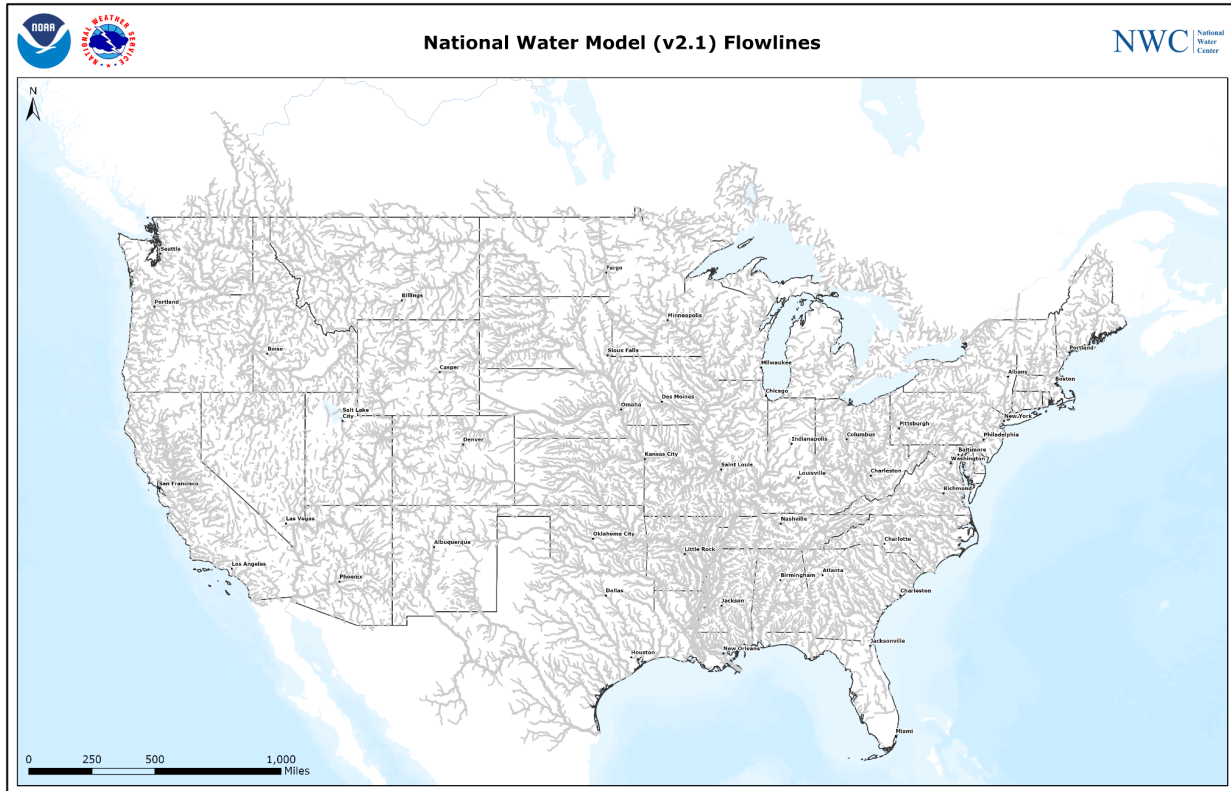 NOAA
NATIONAL WEATHER SERVICE
National Water Model (v2.1) Flowlines
NWC
National
Water
Center
N
Seattle
Portland
Boise
Billings
Fargo
Minneapolis
Sioux Falls
Casper
Salt Lake
City
Denver
Omaha
Des Moines
Milwaukee
Chicago
Portland
Albany
Boston
New York
Pittsburgh
Philadelphia
Baltimore
Washington
Indianapolis
Columbus
Kansas City
Saint Louis
Louisville
Charleston
Richmond
San Francisco
Las Vegas
Los Angeles
Phoenix
Albuquerque
Oklahoma City
Little Rock
Nashville
Charlotte
Birmingham
Atlanta
Charleston
Dallas
Jackson
Houston
New Orleans
Jacksonville
Miami
0 250 500 1,000
Miles